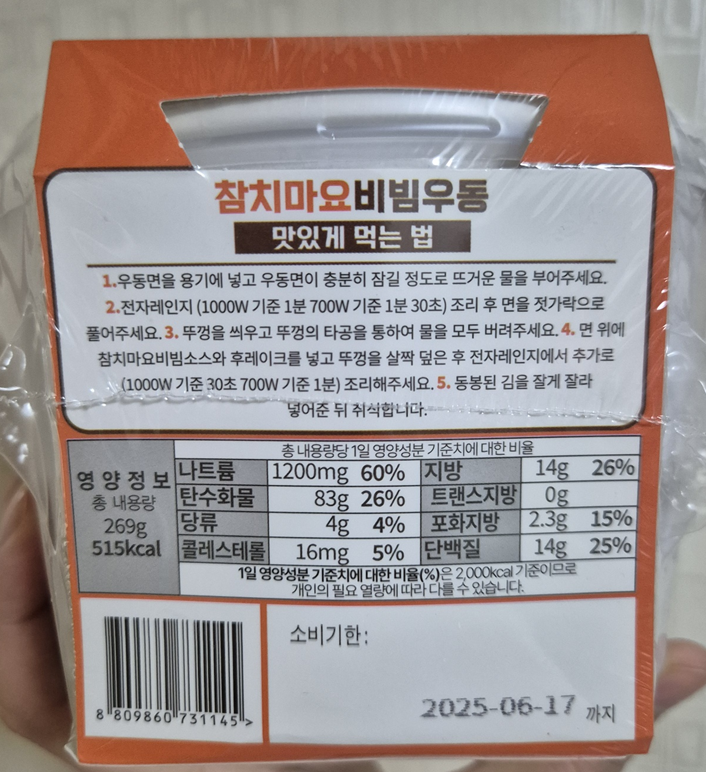 참치마요비빔우동
맛있게 먹는 법
1.우동면을 용기에 넣고 우동면이 충분히 잠길 정도로 뜨거운 물을 부어주세요.
2.전자레인지 (1000W 기준 1분 700W 기준 1분 30초) 조리 후 면을 젓가락으로
풀어주세요. 3. 뚜껑을 씌우고 뚜껑의 타공을 통하여 물을 모두 버려주세요. 4. 면 위에
참치마요비빔소스와 후레이크를 넣고 뚜껑을 살짝 덮은 후 전자레인지에서 추가로
(1000W 기준 30초 700W 기준 1분) 조리해주세요. 5. 동봉된 김을 잘게 잘라
넣어준 뒤 취식합니다.
총 내용량당 1일 영양성분 기준치에 대한 비율
영양정보
총 내용량
269g
515kcal
나트륨 1200mg 60% 지방 14g 26%
탄수화물 83g 26% 트랜스지방 0g
당류 4g 4% 포화지방 2.3g 15%
콜레스테롤 16mg 5% 단백질 14g 25%
1일 영양성분 기준치에 대한 비율(%)은 2,000kcal 기준이므로
개인의 필요 열량에 따라 다를 수 있습니다.
소비기한:
2025-06-17 까지
8 809860 731145 >